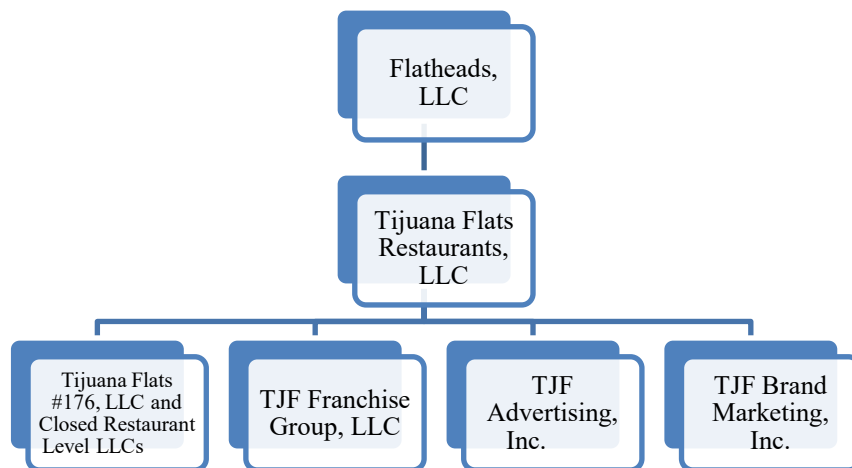 Flatheads,
LLC
Tijuana Flats
Restaurants,
LLC
Tijuana Flats
#176, LLC and
Closed Restaurant
Level LLCs
TJF Franchise
Group, LLC
TJF
Advertising,
Inc.
TJF Brand
Marketing,
Inc.